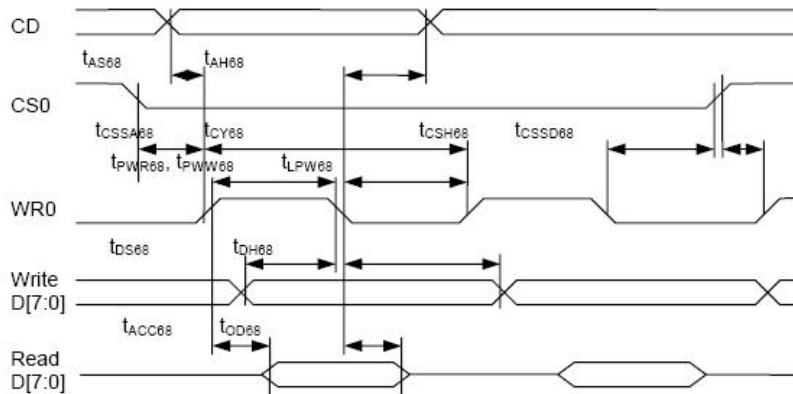 CD
tAS68 tAH68
CS0
tCSSA68 tCY68 tCSH68 tCSSD68
tPWR68, tPWW68 tLPW68
WR0
tDS68 tDH68
Write
D[7:0]
tACC68 tOD68
Read
D[7:0]